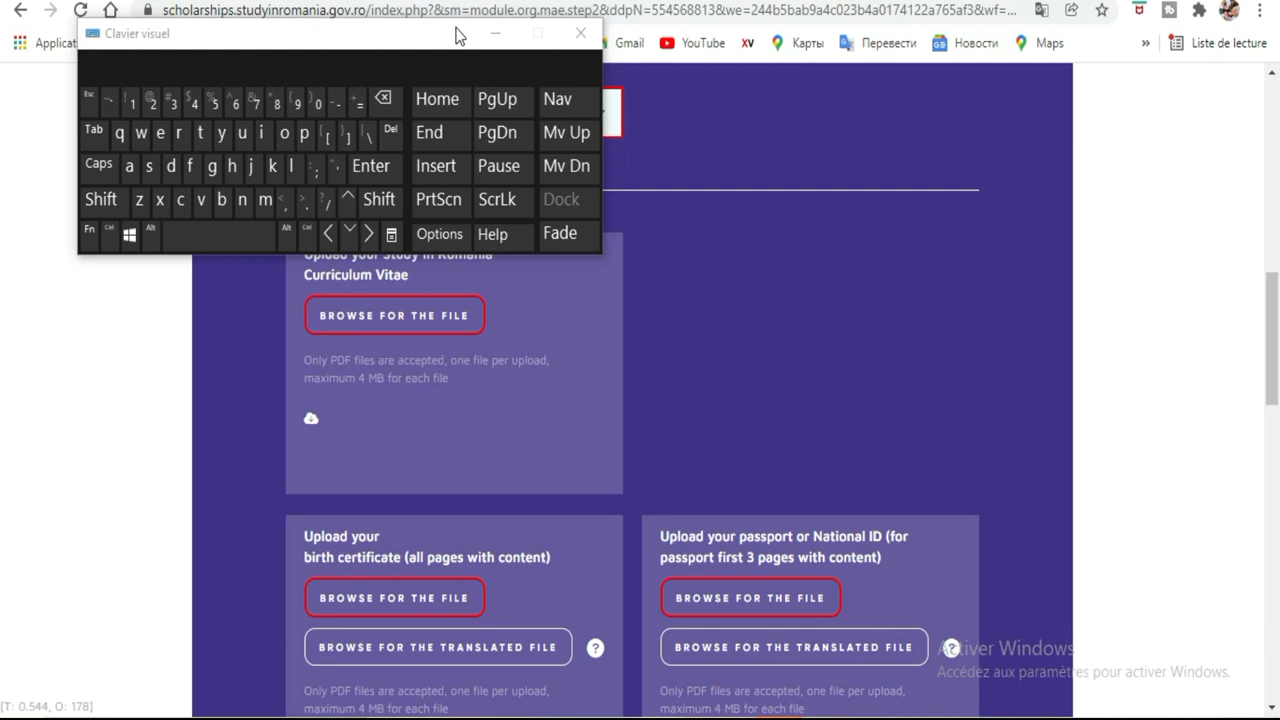 scholarships.studyinromania.gov.ro/index.php?&sm=module.org.mae.step2&ddpN=554568813&we=244b5bab9a4c023b4a0174122a765af3&wf=...
Applicat
Gmail
YouTube
XV
Карты
Перевести
Новости
Maps
»
Liste de lecture
Clavier visuel
Esc ~ ` ! 1 @ 2 # 3 $ 4 % 5 ^ 6 & 7 * 8 ( 9 ) 0 _ - + = Home PgUp Nav
Tab q w e r t y u i o p { [ } ] | \ Del End PgDn Mv Up
Caps a s d f g h j k l : ; " ' Enter Insert Pause Mv Dn
Shift z x c v b n m < , > . ? / ^ Shift PrtScn ScrLk Dock
Fn Ctrl Alt Alt Ctrl < > Options Help Fade
Upload your Study in Romania
Curriculum Vitae
BROWSE FOR THE FILE
Only PDF files are accepted, one file per upload,
maximum 4 MB for each file
Upload your
birth certificate (all pages with content)
BROWSE FOR THE FILE
BROWSE FOR THE TRANSLATED FILE
?
Only PDF files are accepted, one file per upload,
maximum 4 MB for each file
Upload your passport or National ID (for
passport first 3 pages with content)
BROWSE FOR THE FILE
BROWSE FOR THE TRANSLATED FILE
?
Only PDF files are accepted, one file per upload,
maximum 4 MB for each file
Activer Windows
Accédez aux paramètres pour activer Windows.
[T: 0.544, O: 178]